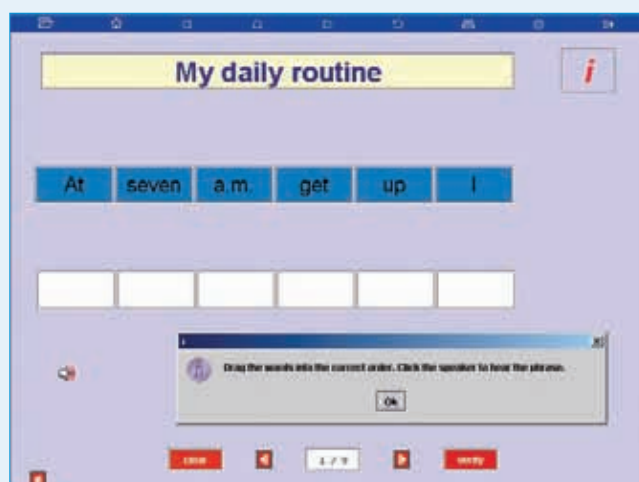 My daily routine
i
At seven a.m. get up I
Drag the words into the correct order. Click the speaker to hear the phrase.
Ok
clear 1 / 9 verify